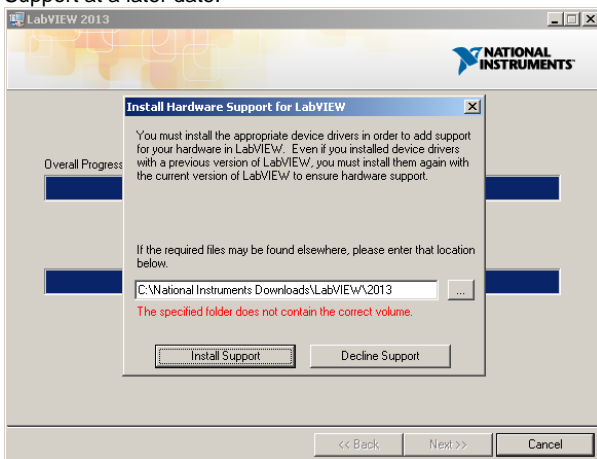 Support at a later date.
LabVIEW 2013
NATIONAL
INSTRUMENTS
Install Hardware Support for LabVIEW
You must install the appropriate device drivers in order to add support
for your hardware in LabVIEW. Even if you installed device drivers
with a previous version of LabVIEW, you must install them again with
the current version of LabVIEW to ensure hardware support.
Overall Progress
If the required files may be found elsewhere, please enter that location
below.
C:\National Instruments Downloads\LabVIEW\2013
...
The specified folder does not contain the correct volume.
Install Support
Decline Support
<< Back
Next >>
Cancel